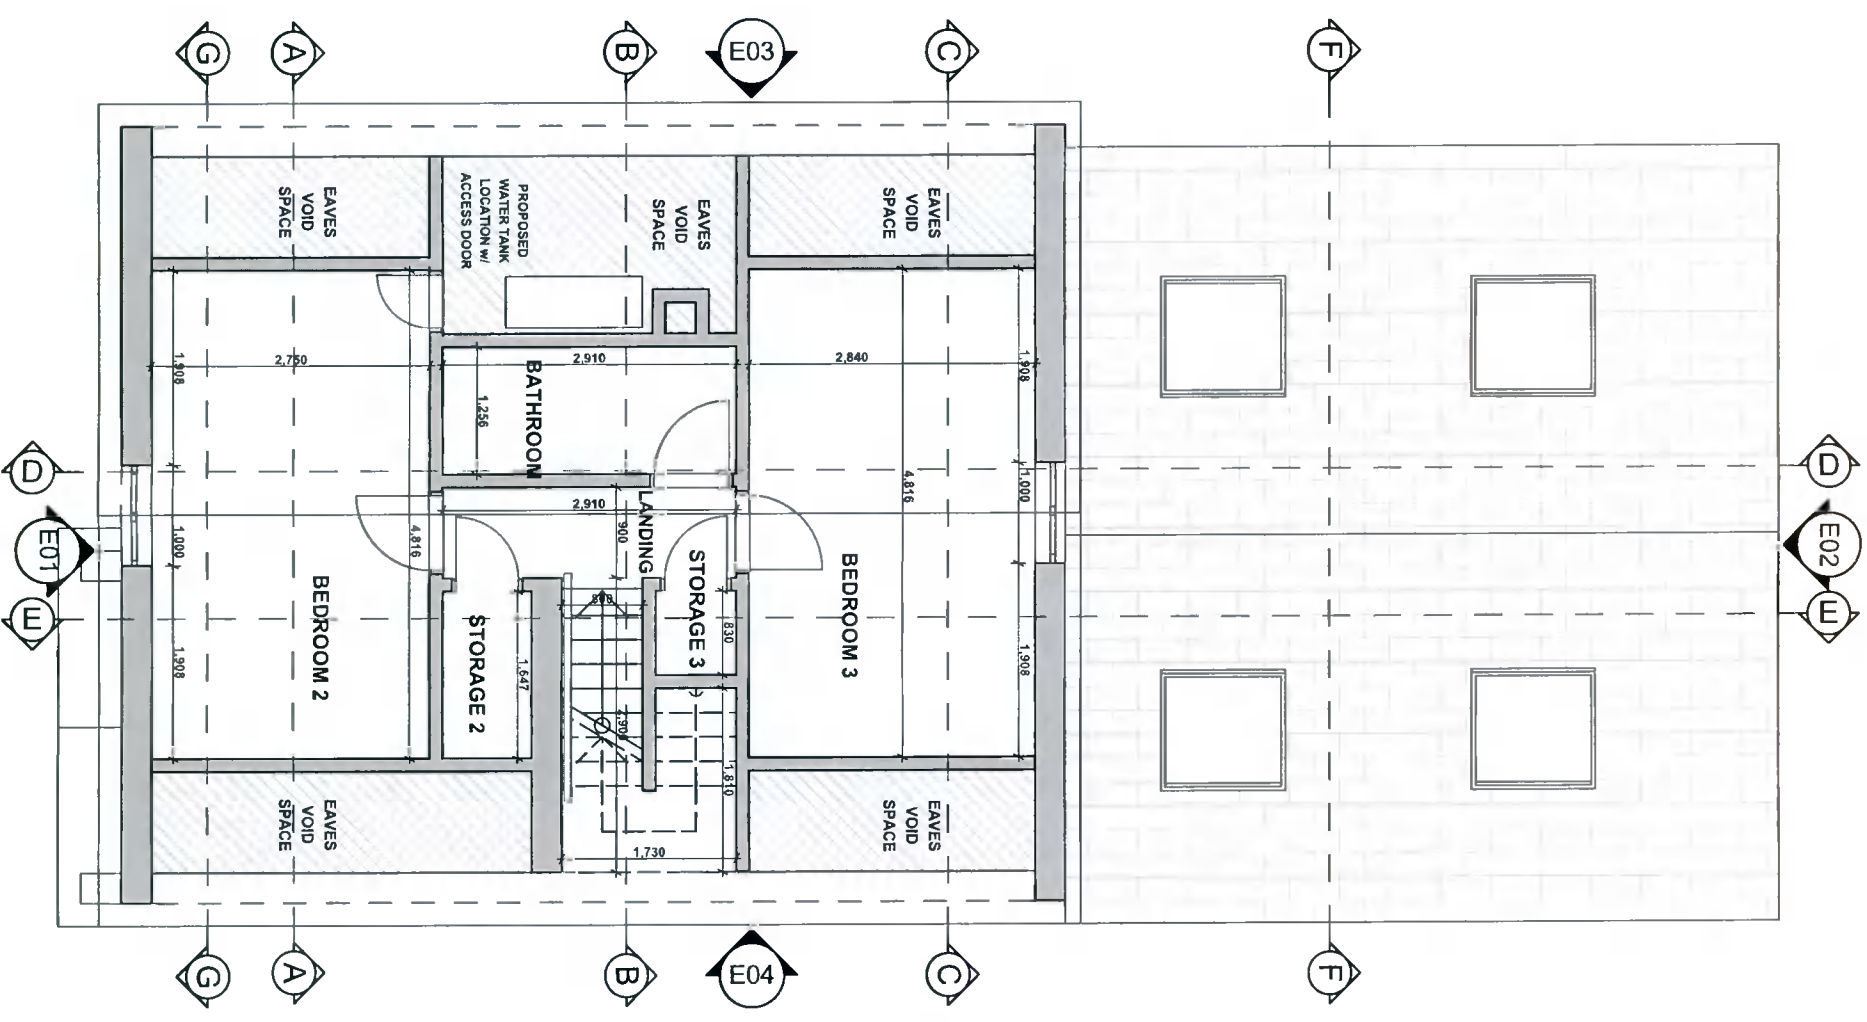 G
A
B
E03
C
F
EAVES
VOID
SPACE
PROPOSED
WATER TANK
LOCATION w/
ACCESS DOOR
EAVES
VOID
SPACE
EAVES
VOID
SPACE
1,908
2,750
2,910
2,840
1,908
BATHROOM
1,256
D
D
4,816
1,000
2,910
LANDING
900
E01
1,000
4,816
E02
STORAGE 3
BEDROOM 3
BEDROOM 2
E
E
STORAGE 2
830
1,908
1,647
1,908
1,810
EAVES
VOID
SPACE
EAVES
VOID
SPACE
1,730
G
A
B
E04
C
F